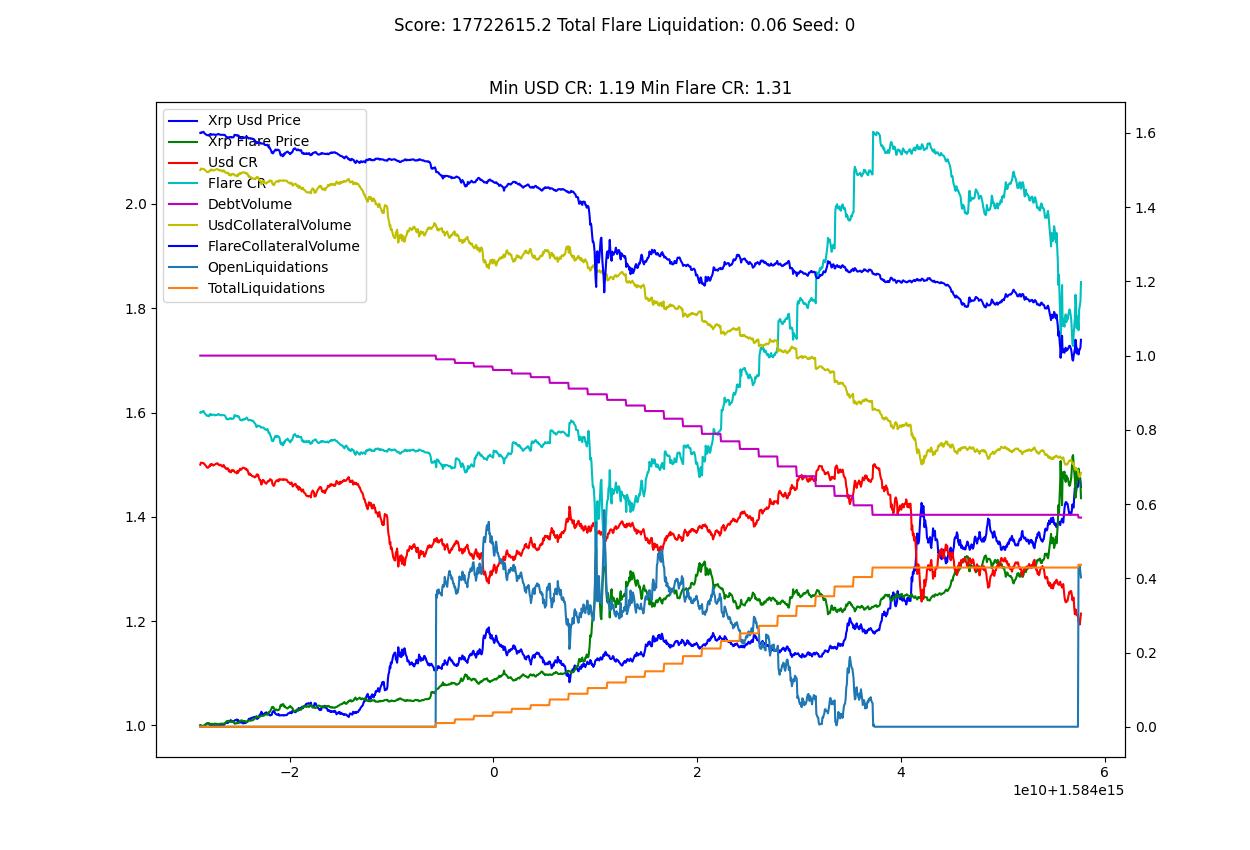 Score: 17722615.2 Total Flare Liquidation: 0.06 Seed: 0
Min USD CR: 1.19 Min Flare CR: 1.31
Xrp Usd Price
Xrp Flare Price
Usd CR
Flare CR
DebtVolume
UsdCollateralVolume
FlareCollateralVolume
OpenLiquidations
TotalLiquidations
2.0
1.8
1.6
1.4
1.2
1.0
1.6
1.4
1.2
1.0
0.8
0.6
0.4
0.2
0.0
−2 0 2 4 6
1e10+1.584e15